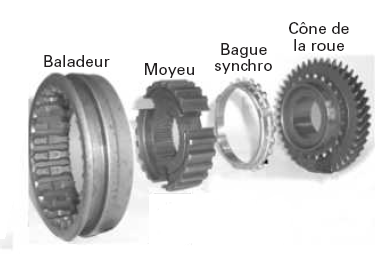 Baladeur
Moyeu
Bague
synchro
Cône de
la roue